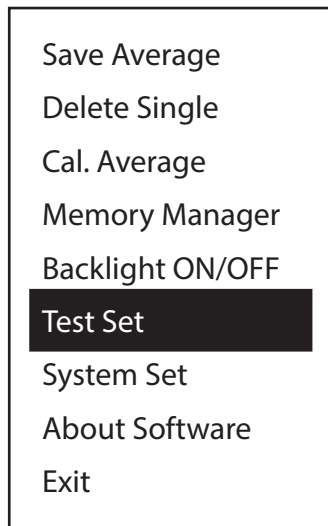 Save Average
Delete Single
Cal. Average
Memory Manager
Backlight ON/OFF
Test Set
System Set
About Software
Exit